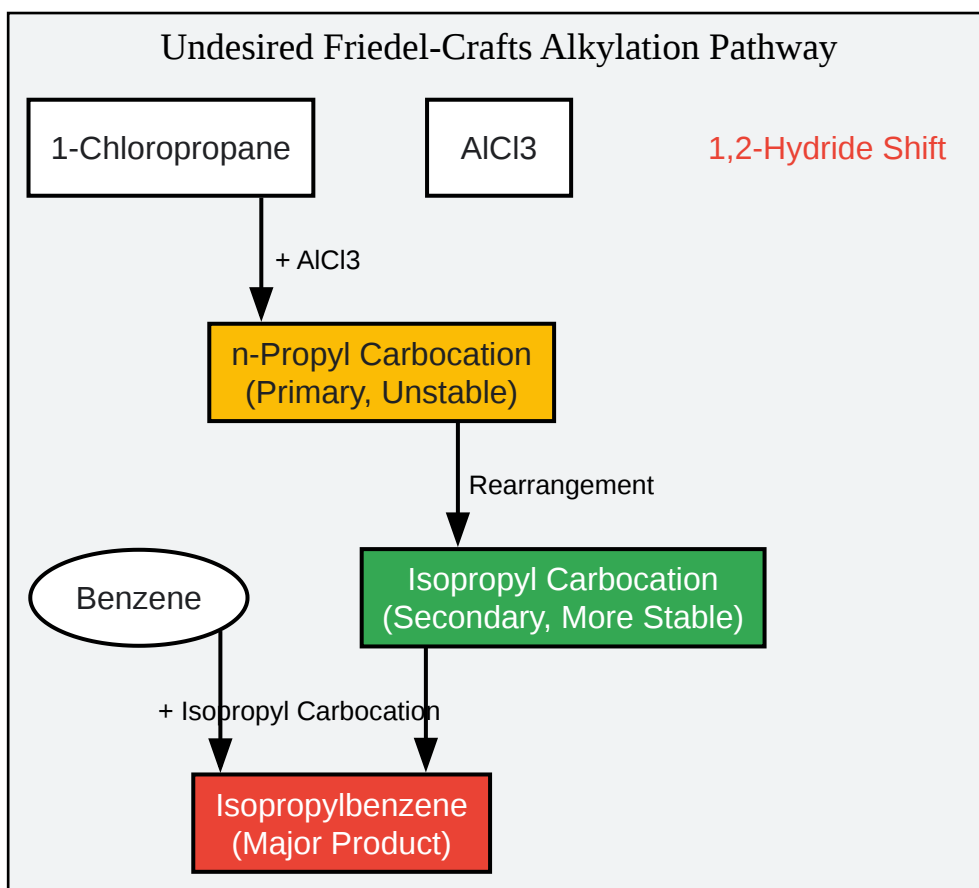 Undesired Friedel-Crafts Alkylation Pathway
1-Chloropropane
AlCl3
1,2-Hydride Shift
+ AlCl3
n-Propyl Carbocation
(Primary, Unstable)
Rearrangement
Benzene
Isopropyl Carbocation
(Secondary, More Stable)
+ Isopropyl Carbocation
Isopropylbenzene
(Major Product)